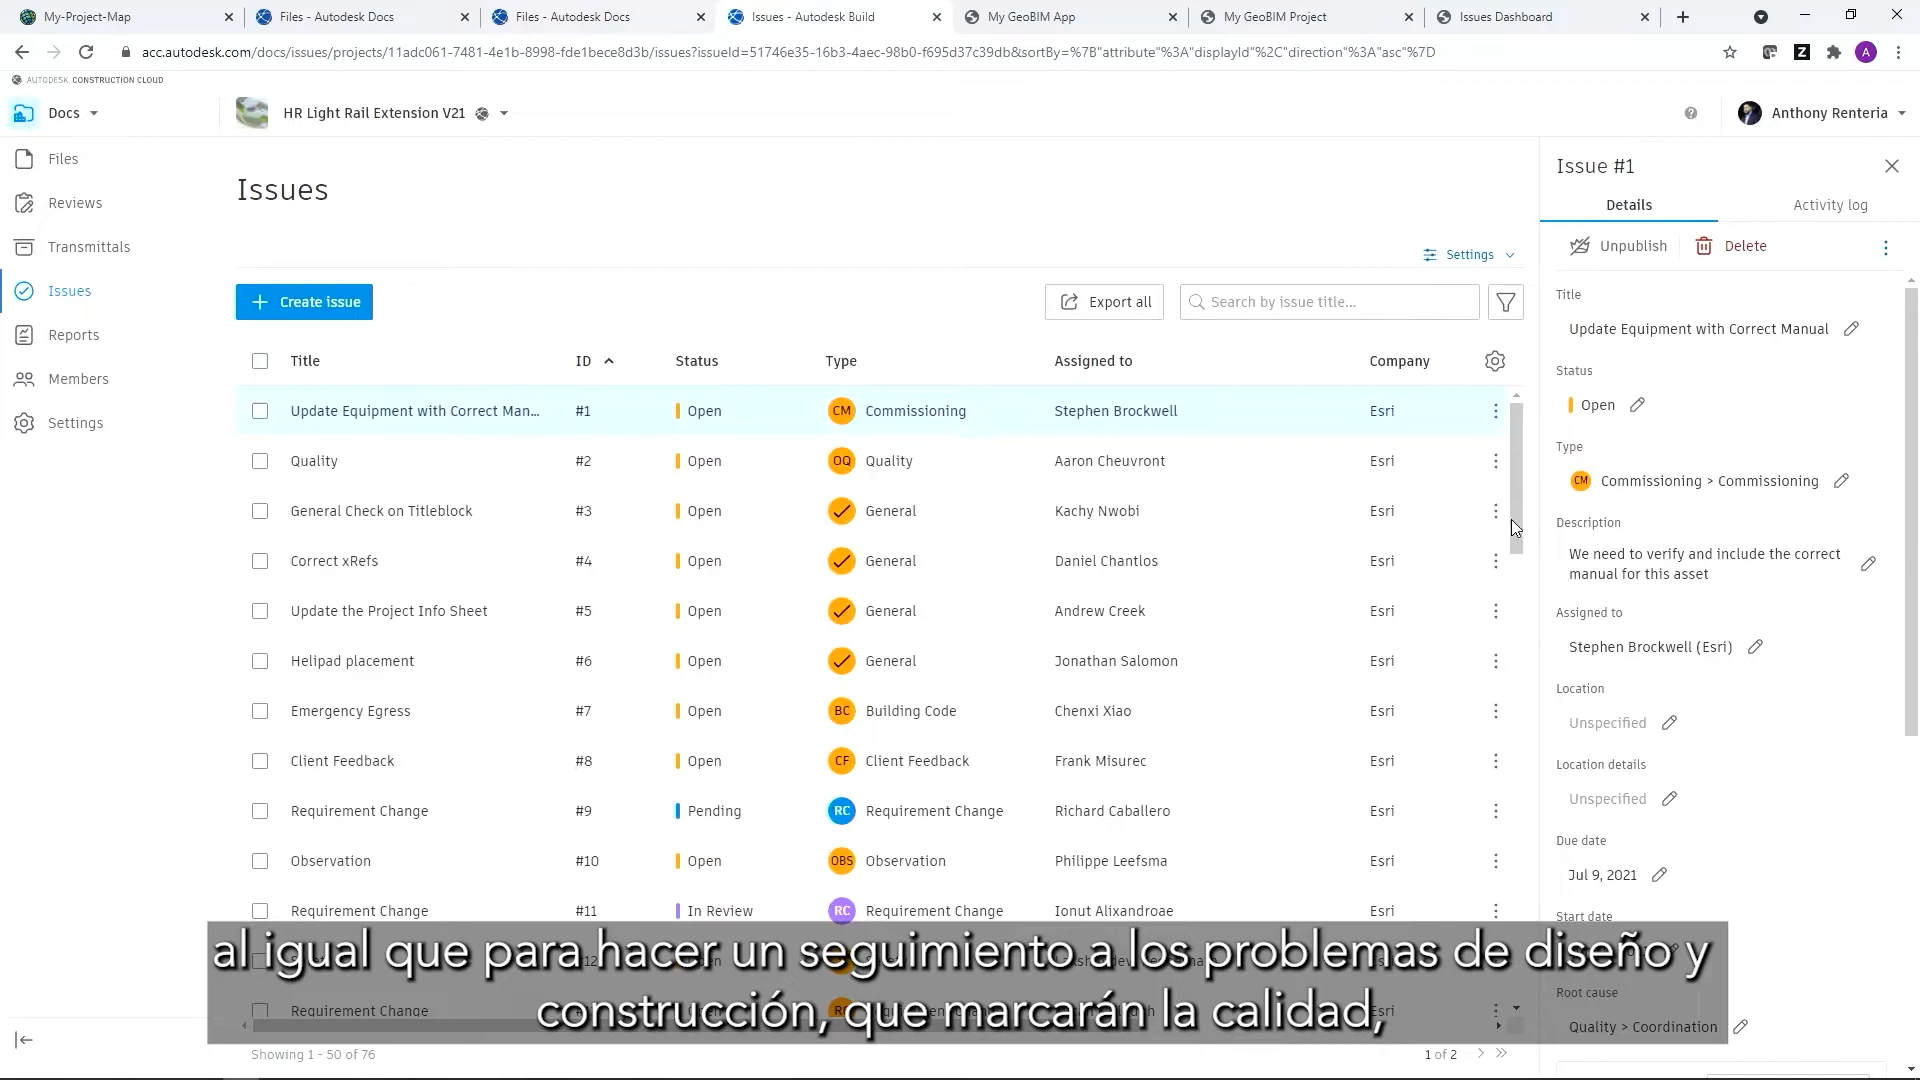 My-Project-Map
Files - Autodesk Docs
Files - Autodesk Docs
Issues - Autodesk Build
My GeoBIM App
My GeoBIM Project
Issues Dashboard
acc.autodesk.com/docs/issues/projects/11adc061-7481-4e1b-8998-fde1bece8d3b/issues?issueId=51746e35-16b3-4aec-98b0-f695d37c39db&sortBy=%7B"attribute"%3A"displayId"%2C"direction"%3A"asc"%7D
A
AUTODESK CONSTRUCTION CLOUD
Docs
HR Light Rail Extension V21
Anthony Renteria
Files
Reviews
Transmittals
Issues
Reports
Members
Settings
Issues
Settings
Create issue
Export all
Search by issue title...
Title ID Status Type Assigned to Company
Update Equipment with Correct Man... #1 Open CM Commissioning Stephen Brockwell Esri
Quality #2 Open OQ Quality Aaron Cheuvront Esri
General Check on Titleblock #3 Open General Kachy Nwobi Esri
Correct xRefs #4 Open General Daniel Chantlos Esri
Update the Project Info Sheet #5 Open General Andrew Creek Esri
Helipad placement #6 Open General Jonathan Salomon Esri
Emergency Egress #7 Open BC Building Code Chenxi Xiao Esri
Client Feedback #8 Open CF Client Feedback Frank Misurec Esri
Requirement Change #9 Pending RC Requirement Change Richard Caballero Esri
Observation #10 Open OBS Observation Philippe Leefsma Esri
Requirement Change #11 In Review RC Requirement Change Ionut Alixandroae Esri
Requirement Change
Showing 1 - 50 of 76
1 of 2
Issue #1
Details
Activity log
Unpublish
Delete
Title
Update Equipment with Correct Manual
Status
Open
Type
CM Commissioning > Commissioning
Description
We need to verify and include the correct
manual for this asset
Assigned to
Stephen Brockwell (Esri)
Location
Unspecified
Location details
Unspecified
Due date
Jul 9, 2021
Start date
Root cause
Quality > Coordination
al igual que para hacer un seguimiento a los problemas de diseño y
construcción, que marcarán la calidad,